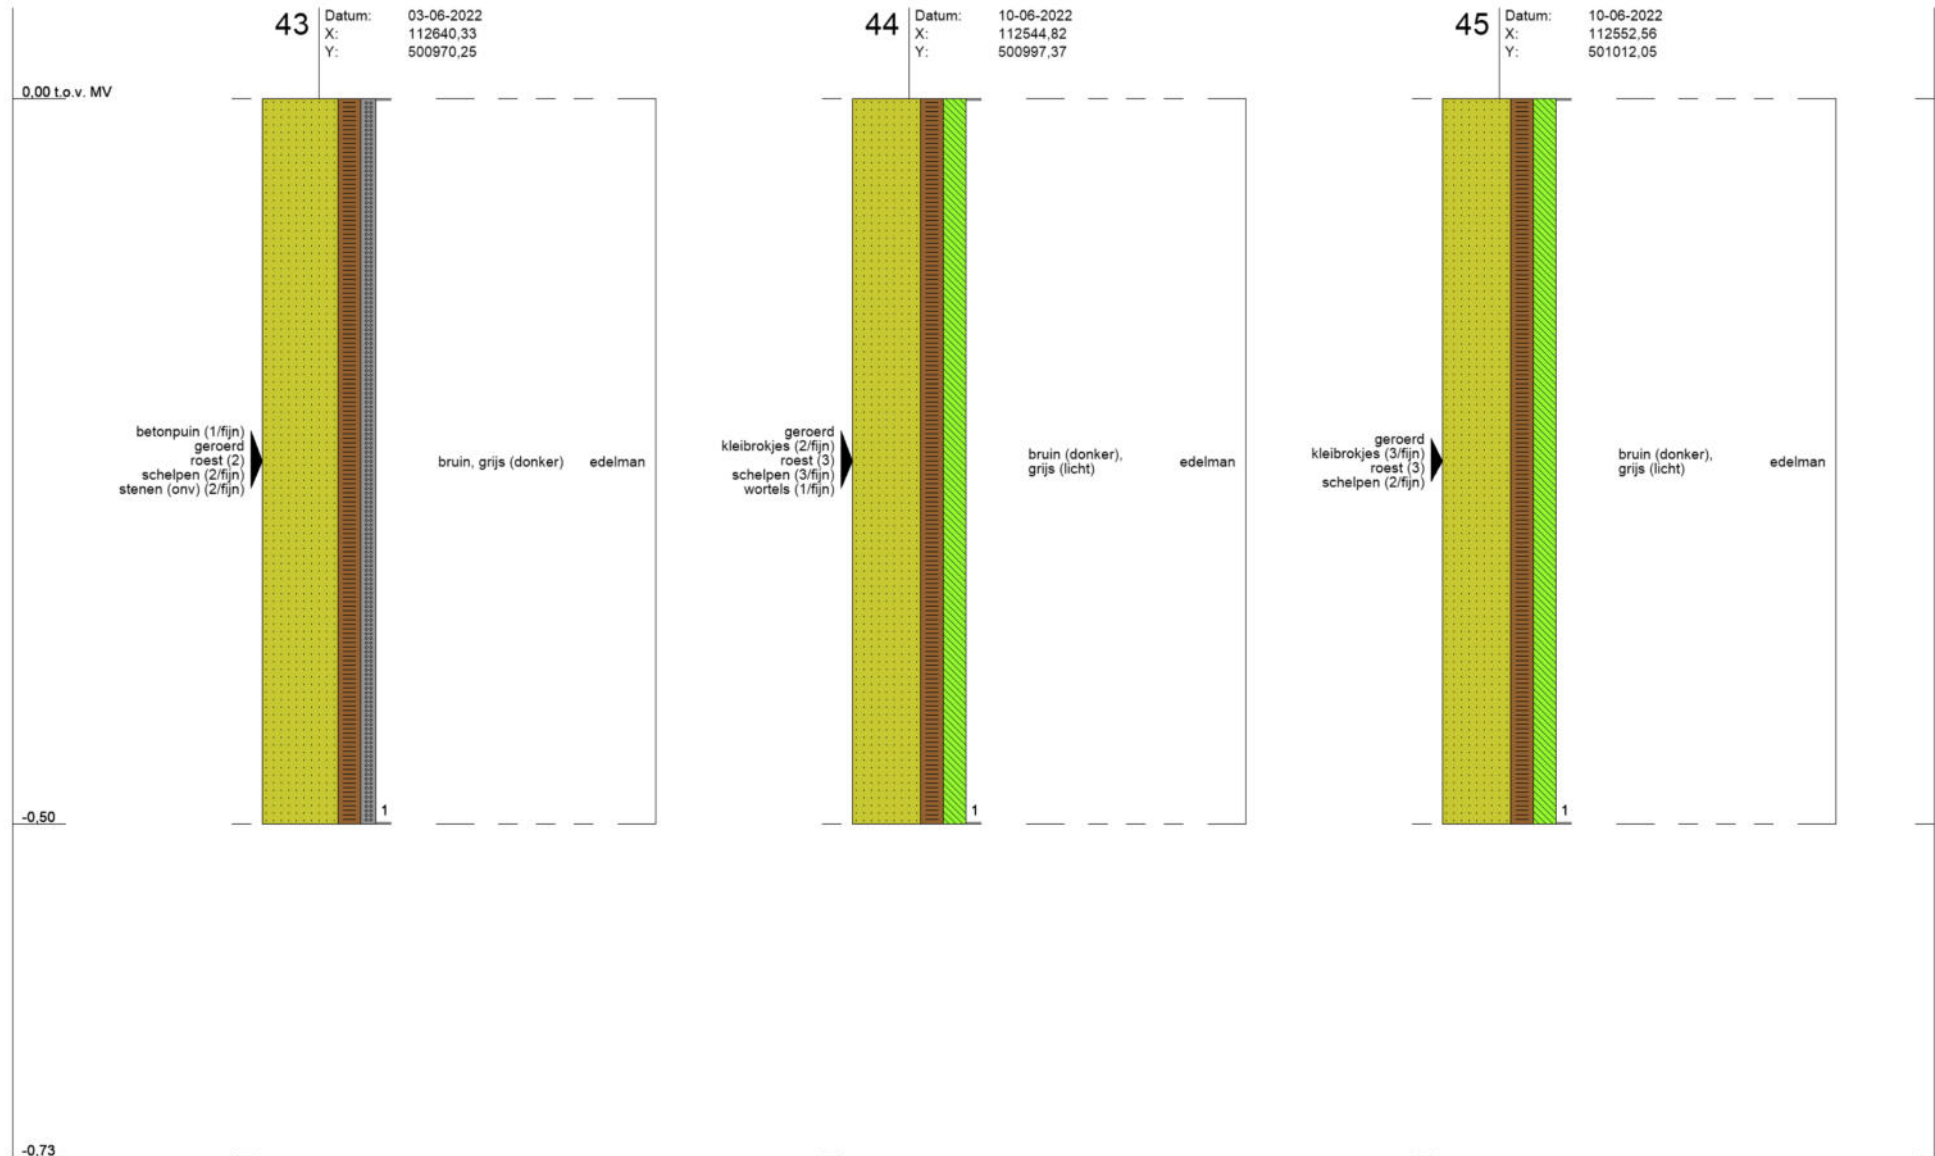 43
Datum: 03-06-2022
X: 112640,33
Y: 500970,25
44
Datum: 10-06-2022
X: 112544,82
Y: 500997,37
45
Datum: 10-06-2022
X: 112552,56
Y: 501012,05
0,00 t.o.v. MV
betonpuin (1/fijn)
geroerd
roest (2)
schelpen (2/fijn)
stenen (onv) (2/fijn)
bruin, grijs (donker)
edelman
1
geroerd
kleibrokjes (2/fijn)
roest (3)
schelpen (3/fijn)
wortels (1/fijn)
bruin (donker),
grijs (licht)
edelman
1
geroerd
kleibrokjes (3/fijn)
roest (3)
schelpen (2/fijn)
bruin (donker),
grijs (licht)
edelman
1
-0,50
-0,73